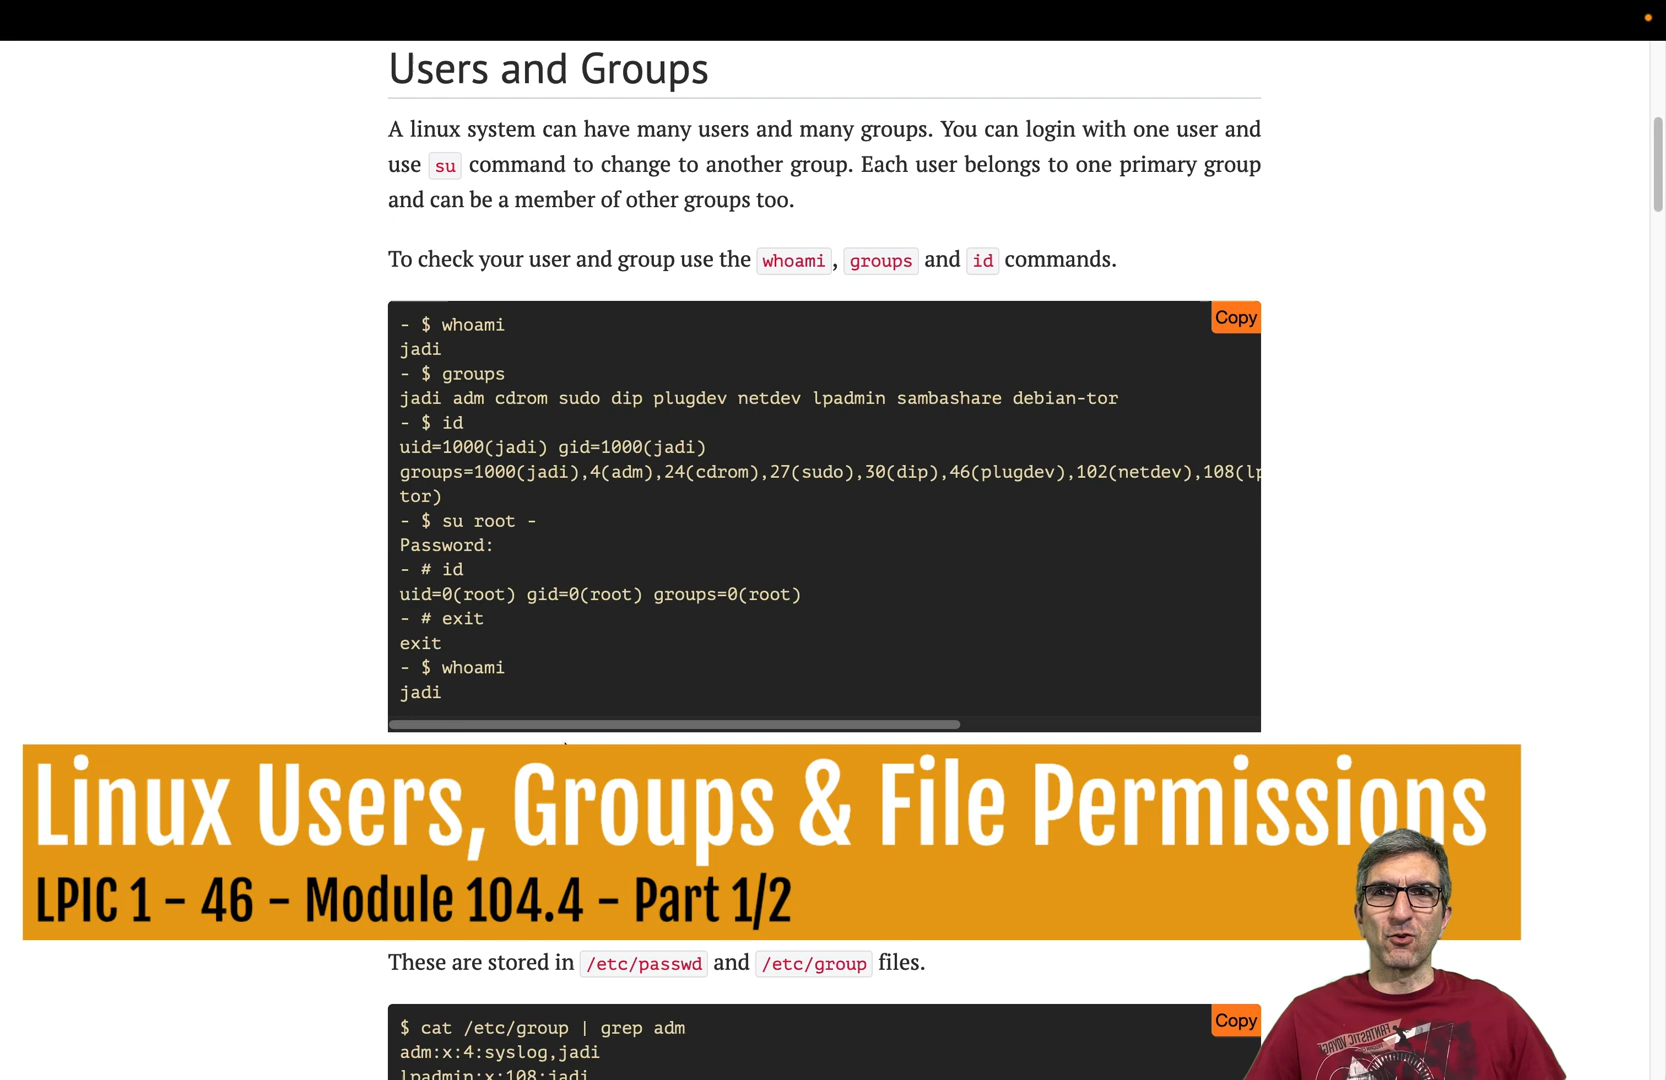 Users and Groups
A linux system can have many users and many groups. You can login with one user and
use su command to change to another group. Each user belongs to one primary group
and can be a member of other groups too.
To check your user and group use the whoami, groups and id commands.
Copy
- $ whoami
jadi
- $ groups
jadi adm cdrom sudo dip plugdev netdev lpadmin sambashare debian-tor
- $ id
uid=1000(jadi) gid=1000(jadi)
groups=1000(jadi),4(adm),24(cdrom),27(sudo),30(dip),46(plugdev),102(netdev),108(lp
tor)
- $ su root -
Password:
- # id
uid=0(root) gid=0(root) groups=0(root)
- # exit
exit
- $ whoami
jadi
Linux Users, Groups & File Permissions
LPIC 1 - 46 - Module 104.4 - Part 1/2
These are stored in /etc/passwd and /etc/group files.
Copy
$ cat /etc/group | grep adm
adm:x:4:syslog,jadi
lpadmin:x:108:jadi
FANTASTIC VOYAGE